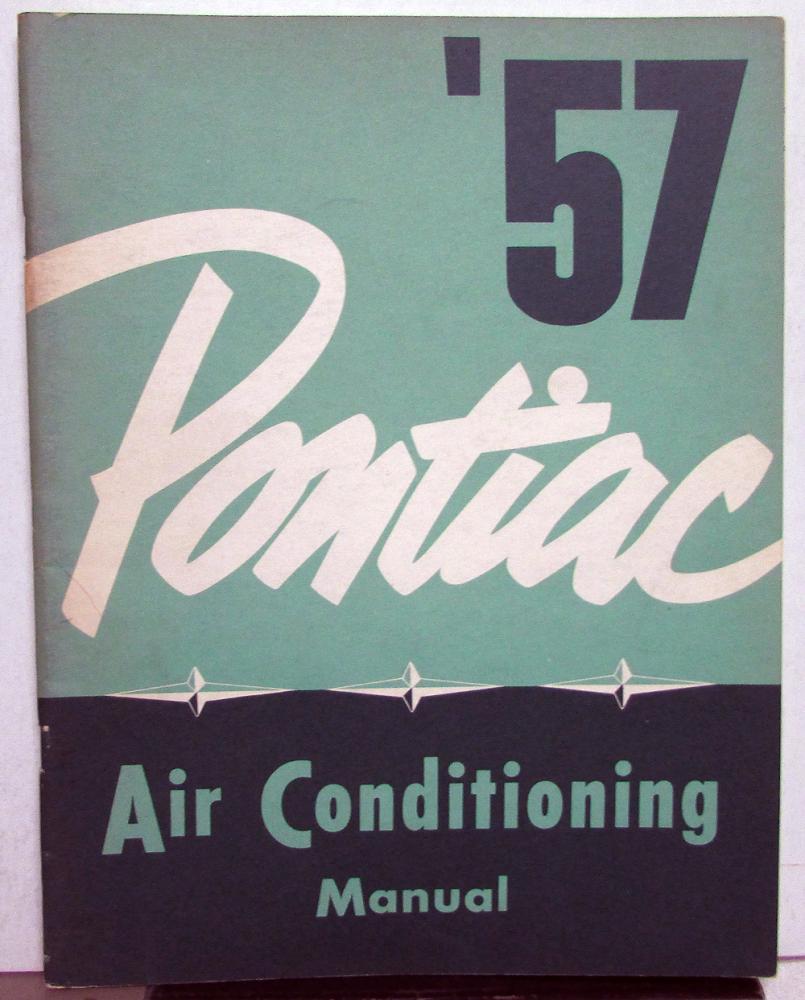 '57
Pontiac
Air Conditioning
Manual